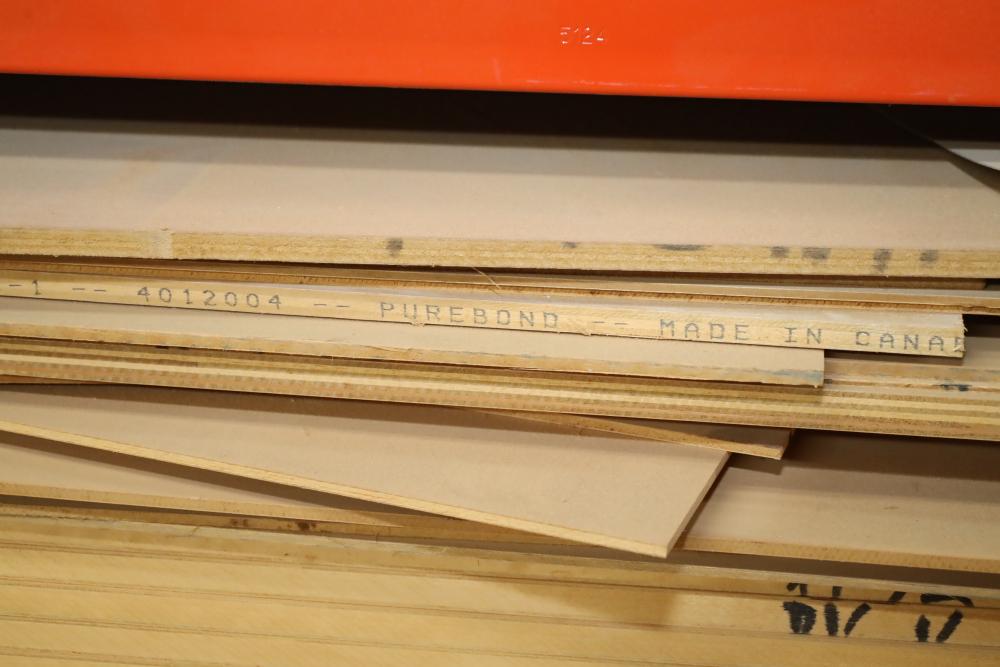 5124
-1 -- 4012004 -- PUREBOND -- MADE IN CANA